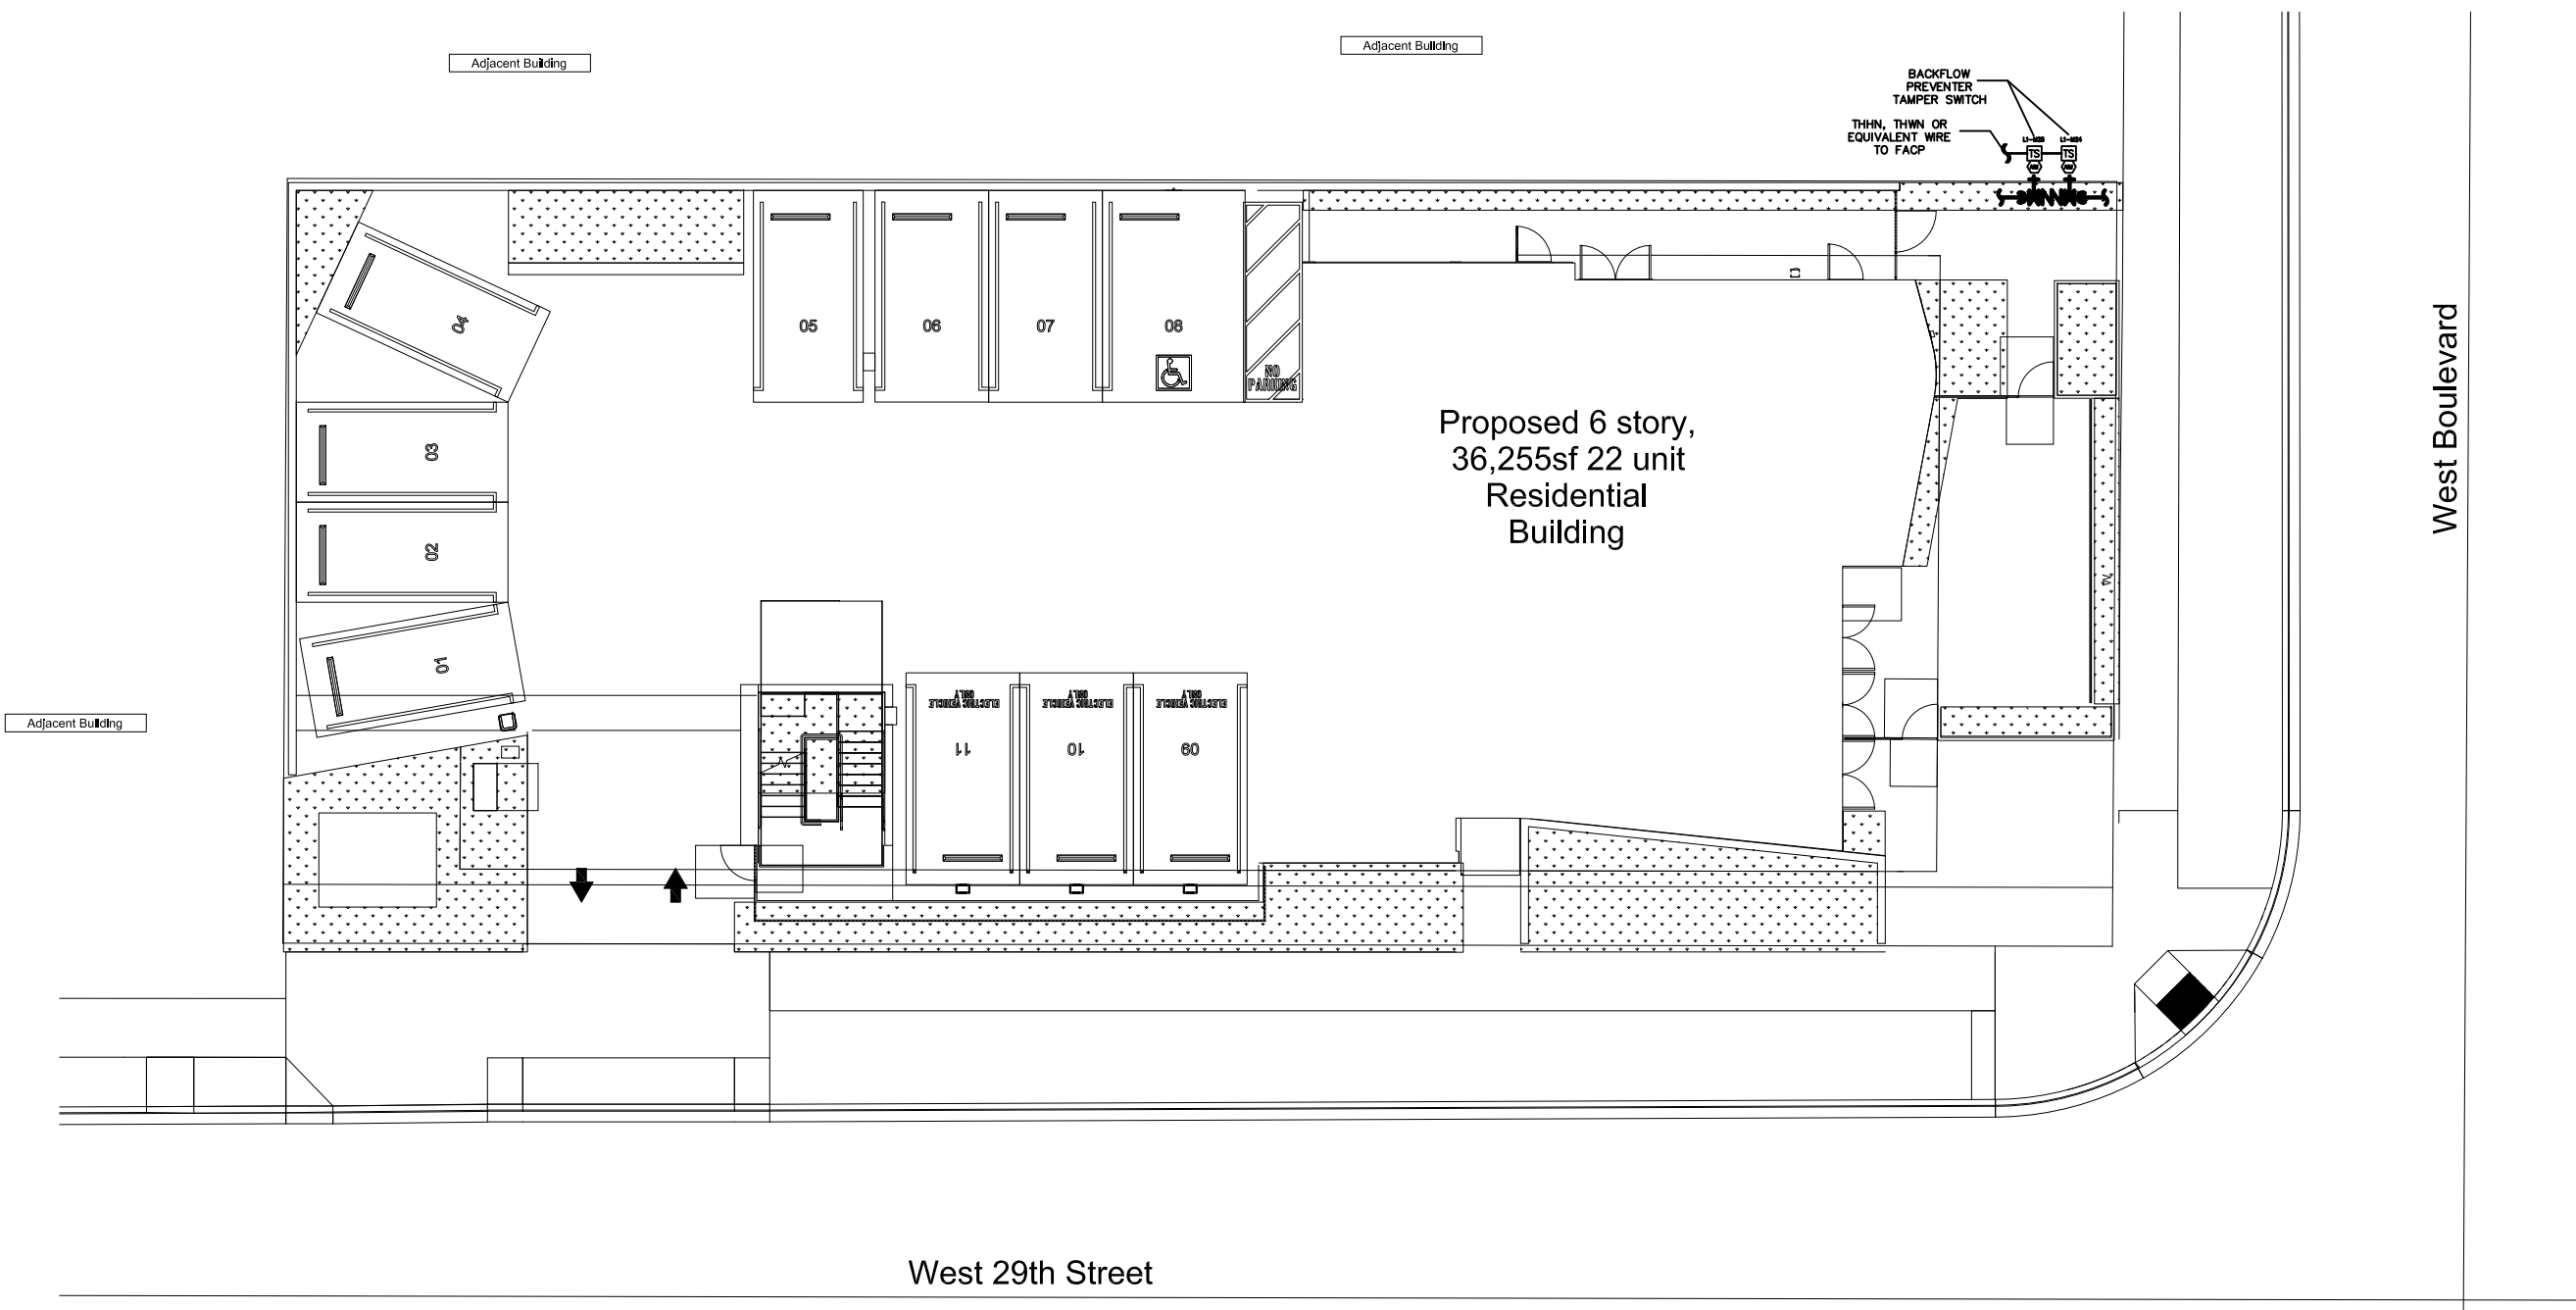 Adjacent Building
Adjacent Building
BACKFLOW
PREVENTER
TAMPER SWITCH
THHN, THWN OR
EQUIVALENT WIRE
TO FACP
TS
TS
04
05
06
07
08
NO
PARKING
03
02
01
Proposed 6 story,
36,255sf 22 unit
Residential
Building
West Boulevard
Adjacent Building
ELECTRIC VEHICLE
ONLY
ELECTRIC VEHICLE
ONLY
ELECTRIC VEHICLE
ONLY
11
10
09
West 29th Street